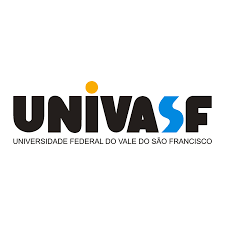 UNIVASF
UNIVERSIDADE FEDERAL DO VALE DO SÃO FRANCISCO